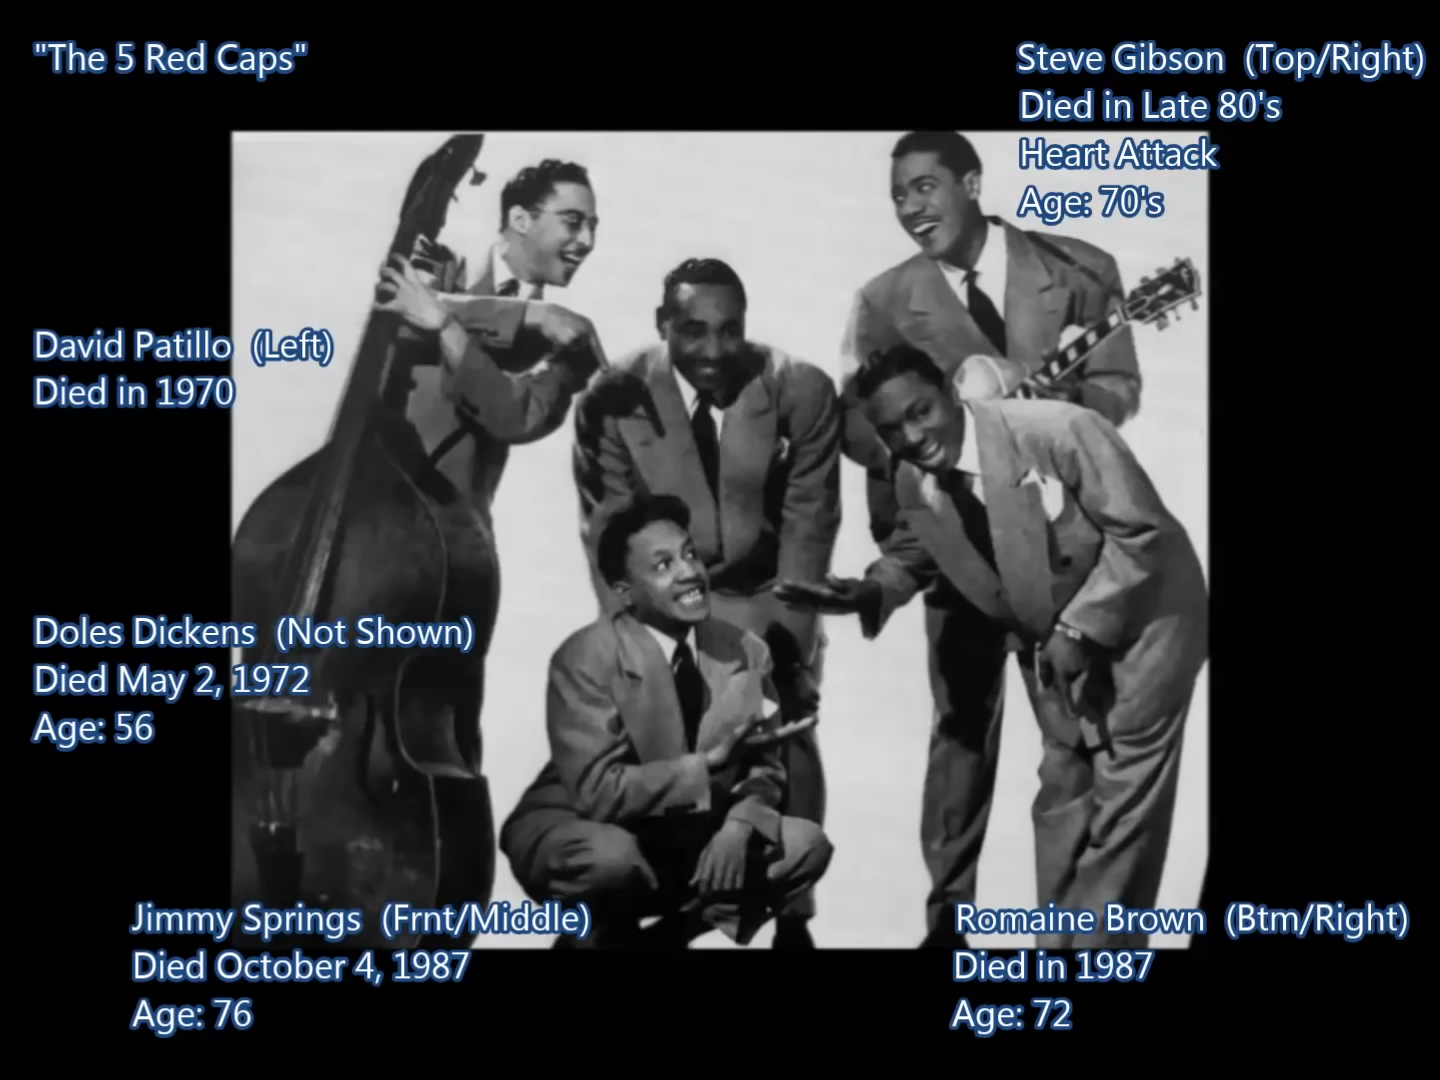 "The 5 Red Caps"
Steve Gibson (Top/Right)
Died in Late 80's
Heart Attack
Age: 70's
David Patillo (Left)
Died in 1970
Doles Dickens (Not Shown)
Died May 2, 1972
Age: 56
Jimmy Springs (Frnt/Middle)
Died October 4, 1987
Age: 76
Romaine Brown (Btm/Right)
Died in 1987
Age: 72